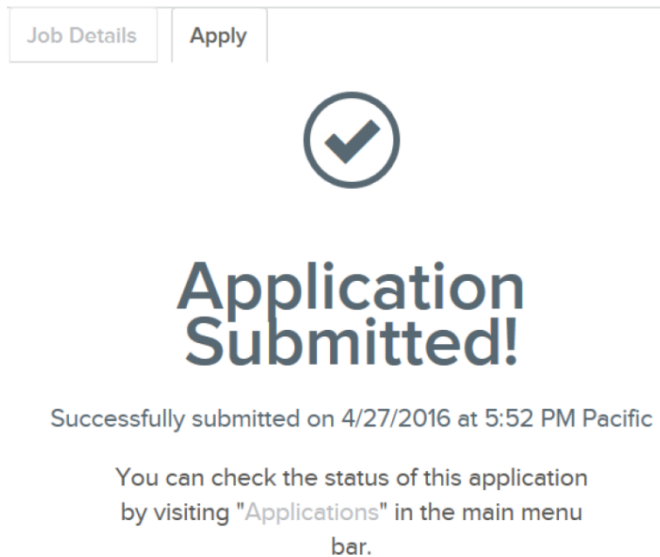 Job Details Apply
Application
Submitted!
Successfully submitted on 4/27/2016 at 5:52 PM Pacific
You can check the status of this application
by visiting "Applications" in the main menu
bar.